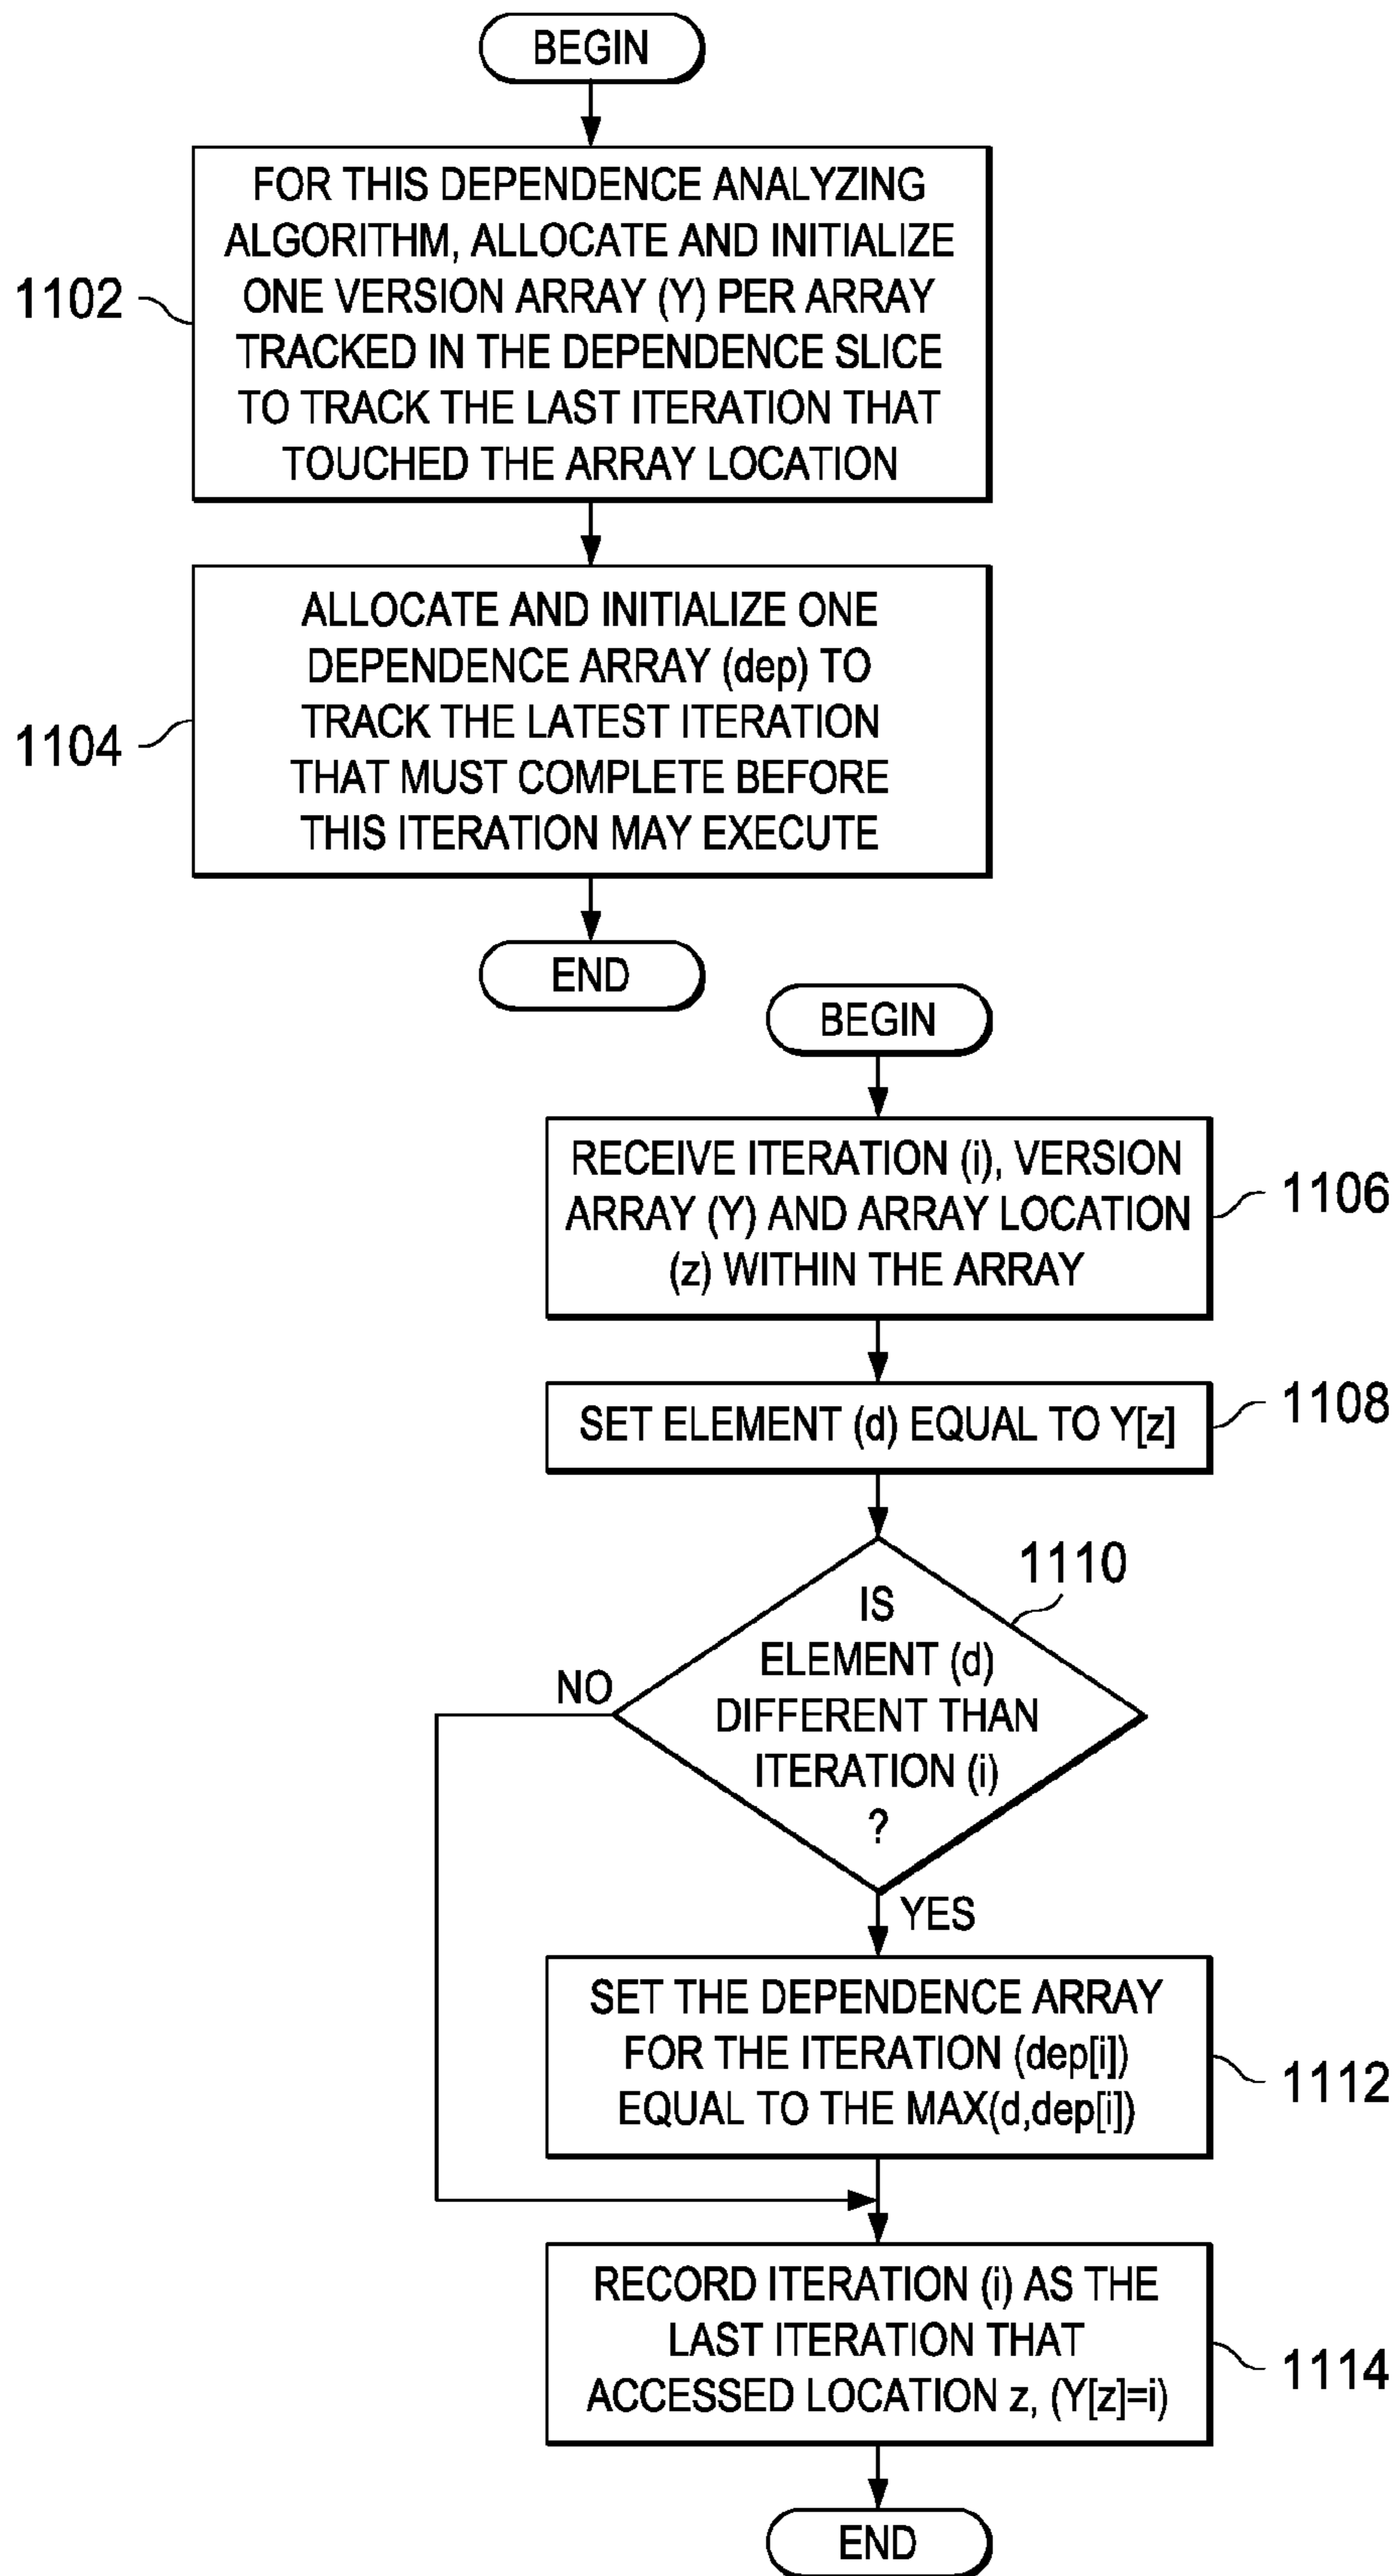 BEGIN
FOR THIS DEPENDENCE ANALYZING
ALGORITHM, ALLOCATE AND INITIALIZE
ONE VERSION ARRAY (Y) PER ARRAY
TRACKED IN THE DEPENDENCE SLICE
TO TRACK THE LAST ITERATION THAT
TOUCHED THE ARRAY LOCATION
1102
ALLOCATE AND INITIALIZE ONE
DEPENDENCE ARRAY (dep) TO
TRACK THE LATEST ITERATION
THAT MUST COMPLETE BEFORE
THIS ITERATION MAY EXECUTE
1104
END
BEGIN
RECEIVE ITERATION (i), VERSION
ARRAY (Y) AND ARRAY LOCATION
(z) WITHIN THE ARRAY
1106
SET ELEMENT (d) EQUAL TO Y[z]
1108
1110
IS
ELEMENT (d)
DIFFERENT THAN
ITERATION (i)
?
NO
YES
SET THE DEPENDENCE ARRAY
FOR THE ITERATION (dep[i])
EQUAL TO THE MAX(d,dep[i])
1112
RECORD ITERATION (i) AS THE
LAST ITERATION THAT
ACCESSED LOCATION z, (Y[z]=i)
1114
END